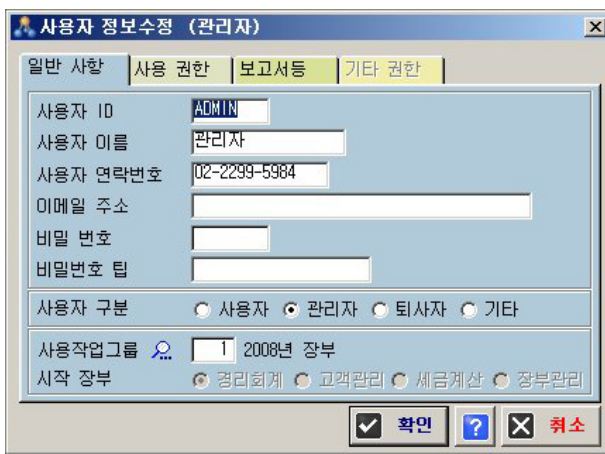 사용자 정보수정 (관리자)
일반 사항 사용 권한 보고서등 기타 권한
사용자 ID ADMIN
사용자 이름 관리자
사용자 연락번호 02-2299-5984
이메일 주소
비밀 번호
비밀번호 팁
사용자 구분 사용자 관리자 퇴사자 기타
사용작업그룹 1 2008년 장부
시작 장부 경리회계 고객관리 세금계산 장부관리
확인 ? 취소